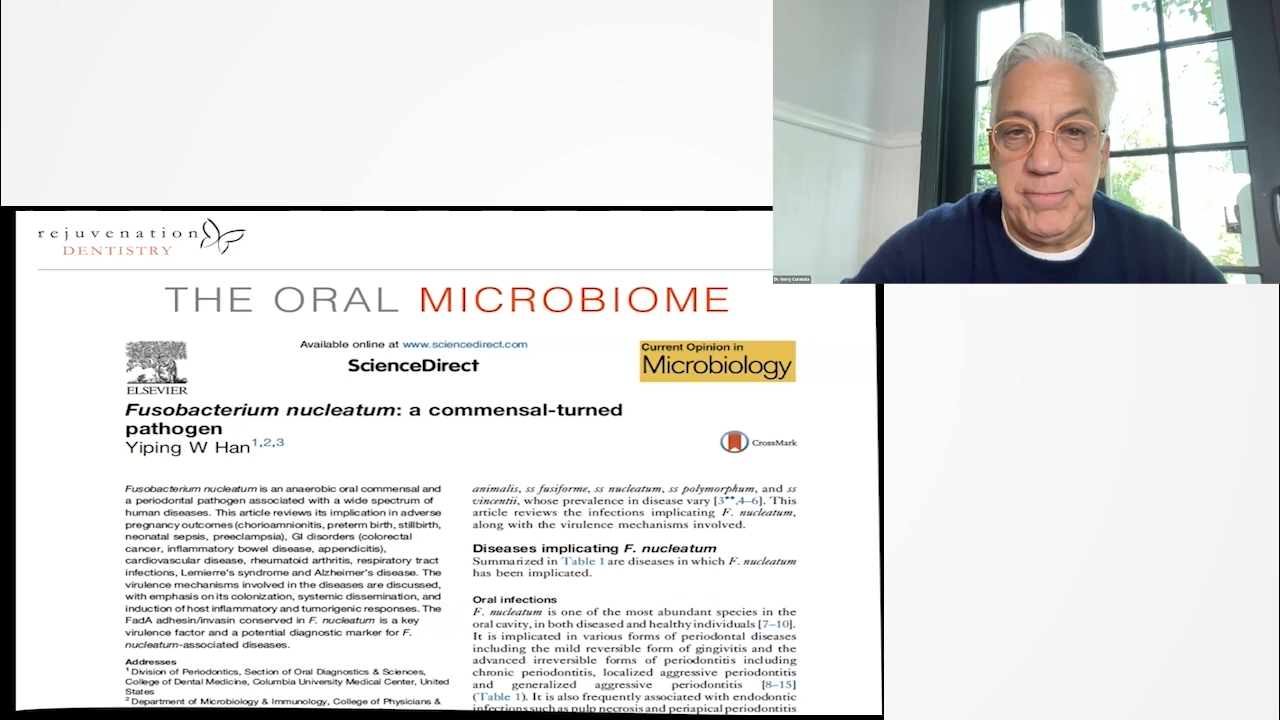 Dr. Gerry Curatola
rejuvenation
DENTISTRY
THE ORAL MICROBIOME
ELSEVIER
Available online at www.sciencedirect.com
ScienceDirect
Current Opinion in
Microbiology
Fusobacterium nucleatum: a commensal-turned
pathogen
Yiping W Han1,2,3
CrossMark
Fusobacterium nucleatum is an anaerobic oral commensal and
a periodontal pathogen associated with a wide spectrum of
human diseases. This article reviews its implication in adverse
pregnancy outcomes (chorioamnionitis, preterm birth, stillbirth,
neonatal sepsis, preeclampsia), GI disorders (colorectal
cancer, inflammatory bowel disease, appendicitis),
cardiovascular disease, rheumatoid arthritis, respiratory tract
infections, Lemierre's syndrome and Alzheimer's disease. The
virulence mechanisms involved in the diseases are discussed,
with emphasis on its colonization, systemic dissemination, and
induction of host inflammatory and tumorigenic responses. The
FadA adhesin/invasin conserved in F. nucleatum is a key
virulence factor and a potential diagnostic marker for F.
nucleatum-associated diseases.
Addresses
1 Division of Periodontics, Section of Oral Diagnostics & Sciences,
College of Dental Medicine, Columbia University Medical Center, United
States
2 Department of Microbiology & Immunology, College of Physicians &
animalis, ss fusiforme, ss nucleatum, ss polymorphum, and ss
vincentii, whose prevalence in disease vary [3••,4–6]. This
article reviews the infections implicating F. nucleatum,
along with the virulence mechanisms involved.
Diseases implicating F. nucleatum
Summarized in Table 1 are diseases in which F. nucleatum
has been implicated.
Oral infections
F. nucleatum is one of the most abundant species in the
oral cavity, in both diseased and healthy individuals [7–10].
It is implicated in various forms of periodontal diseases
including the mild reversible form of gingivitis and the
advanced irreversible forms of periodontitis including
chronic periodontitis, localized aggressive periodontitis
and generalized aggressive periodontitis [8–15]
(Table 1). It is also frequently associated with endodontic
infections such as pulp necrosis and periapical periodontitis